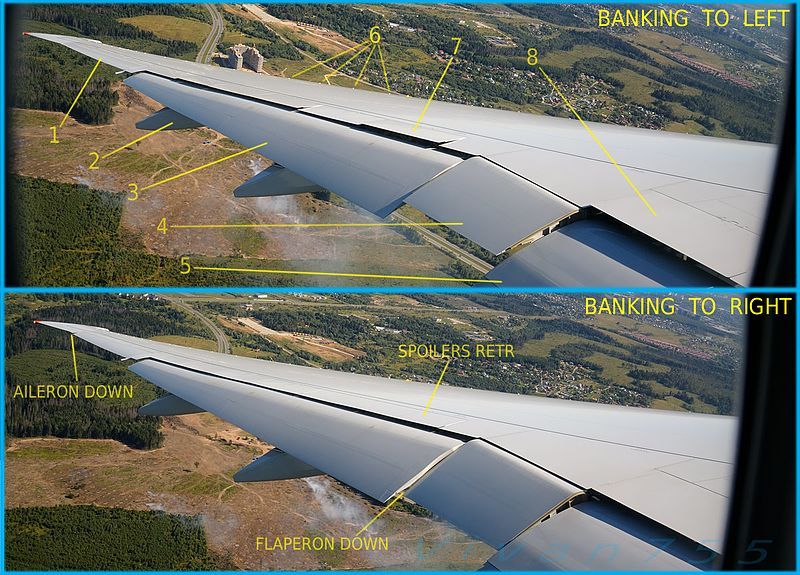 BANKING TO LEFT
6
7
8
1
2
3
4
5
BANKING TO RIGHT
SPOILERS RETR
AILERON DOWN
FLAPERON DOWN